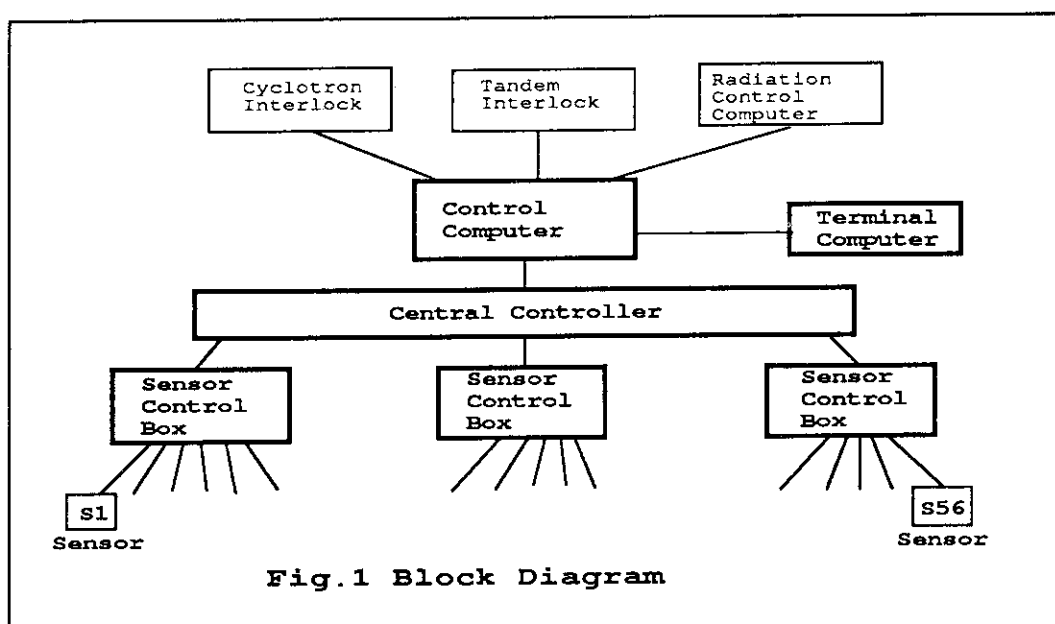 Cyclotron
Interlock
Tandem
Interlock
Radiation
Control
Computer
Control
Computer
Terminal
Computer
Central Controller
Sensor
Control
Box
Sensor
Control
Box
Sensor
Control
Box
S1
Sensor
S56
Sensor
Fig.1 Block Diagram